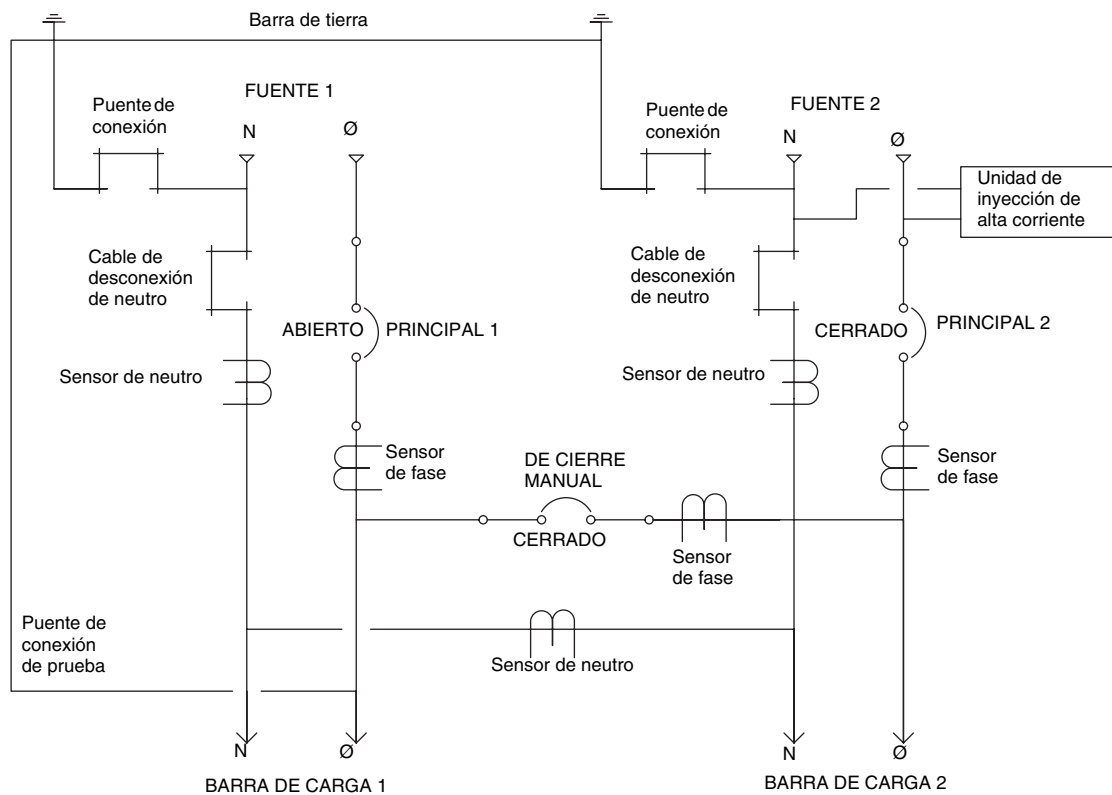 Barra de tierra
FUENTE 1
Puente de
conexión
N
Ø
Cable de
desconexión
de neutro
ABIERTO
PRINCIPAL 1
Sensor de neutro
Sensor
de fase
FUENTE 2
Puente de
conexión
N
Ø
Unidad de
inyección de
alta corriente
Cable de
desconexión
de neutro
CERRADO
PRINCIPAL 2
Sensor de neutro
Sensor
de fase
DE CIERRE
MANUAL
CERRADO
Sensor
de fase
Sensor de neutro
Puente de
conexión
de prueba
N
Ø
BARRA DE CARGA 1
N
Ø
BARRA DE CARGA 2